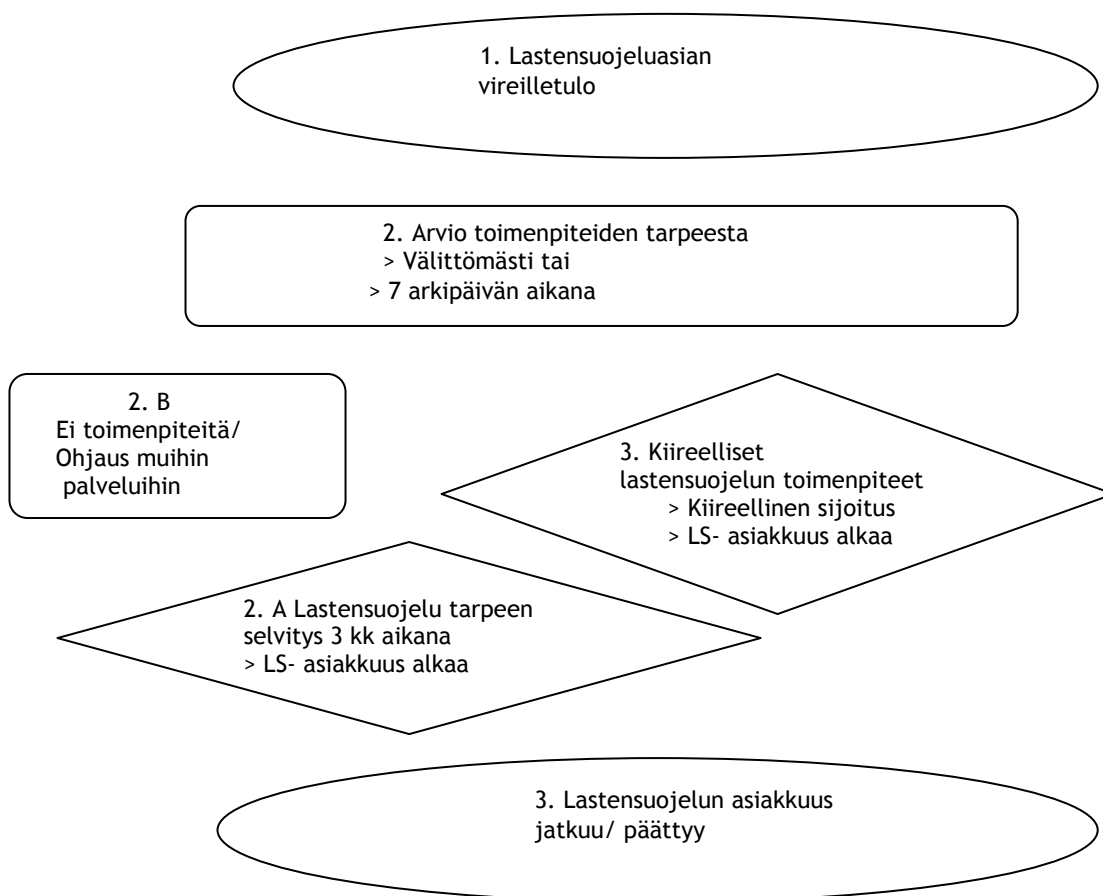 1. Lastensuojeluasian
vireilletulo
2. Arvio toimenpiteiden tarpeesta
> Välittömästi tai
> 7 arkipäivän aikana
2. B
Ei toimenpiteitä/
Ohjaus muihin
palveluihin
3. Kiireelliset
lastensuojelun toimenpiteet
> Kiireellinen sijoitus
> LS- asiakkuus alkaa
2. A Lastensuojelu tarpeen
selvitys 3 kk aikana
> LS- asiakkuus alkaa
3. Lastensuojelun asiakkuus
jatkuu/ päättyy